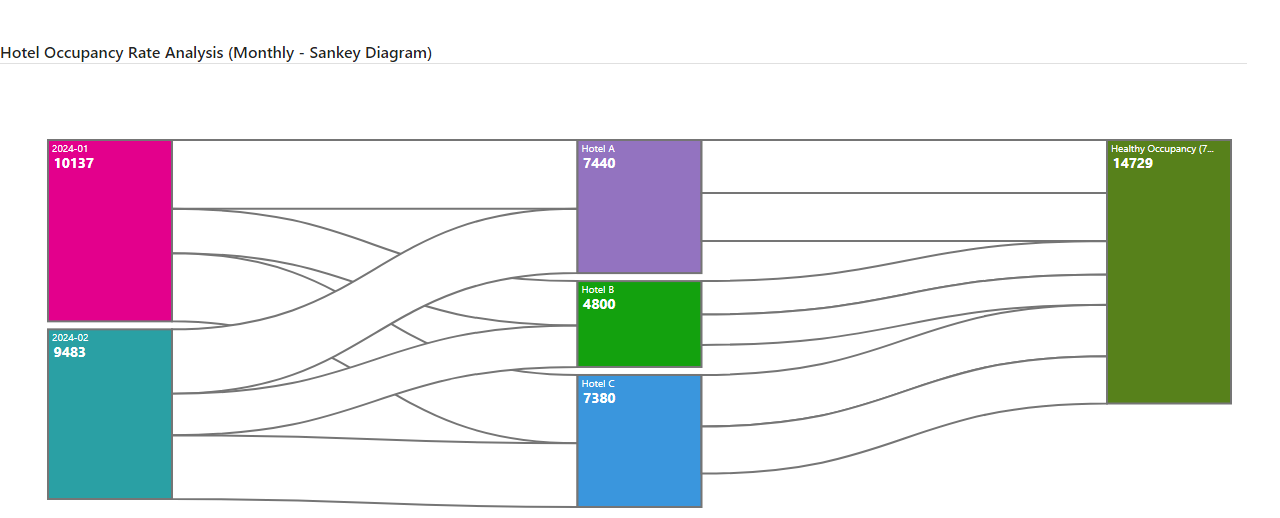 Hotel Occupancy Rate Analysis (Monthly - Sankey Diagram)
2024-01
10137
Hotel A
7440
Healthy Occupancy (7...
14729
Hotel B
4800
2024-02
9483
Hotel C
7380